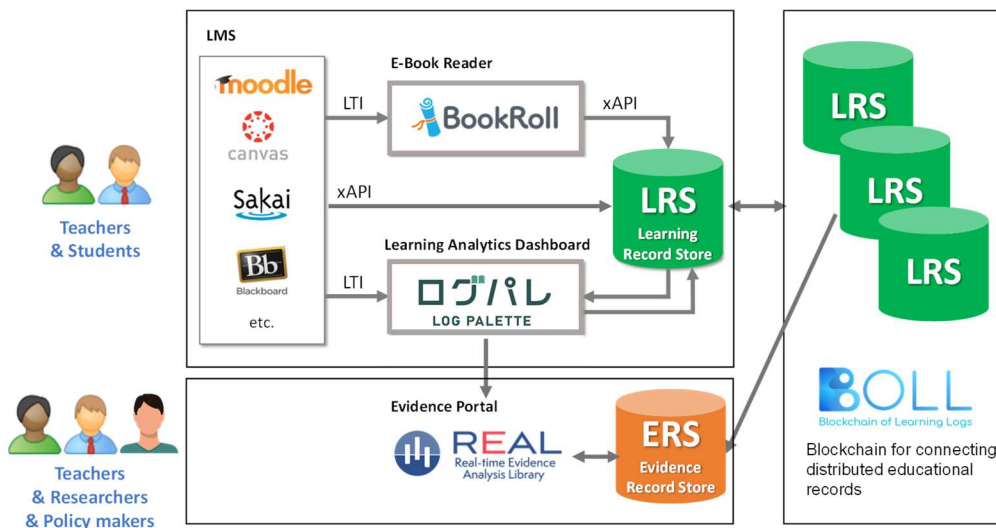 LMS
moodle
canvas
Sakai
Bb
Blackboard
etc.
LTI
xAPI
LTI
E-Book Reader
BookRoll
xAPI
LRS
Learning
Record Store
Learning Analytics Dashboard
ログパレ
LOG PALETTE
Teachers
& Students
LRS
LRS
LRS
BOLL
Blockchain of Learning Logs
Blockchain for connecting
distributed educational
records
Evidence Portal
REAL
Real-time Evidence
Analysis Library
ERS
Evidence
Record Store
Teachers
& Researchers
& Policy makers